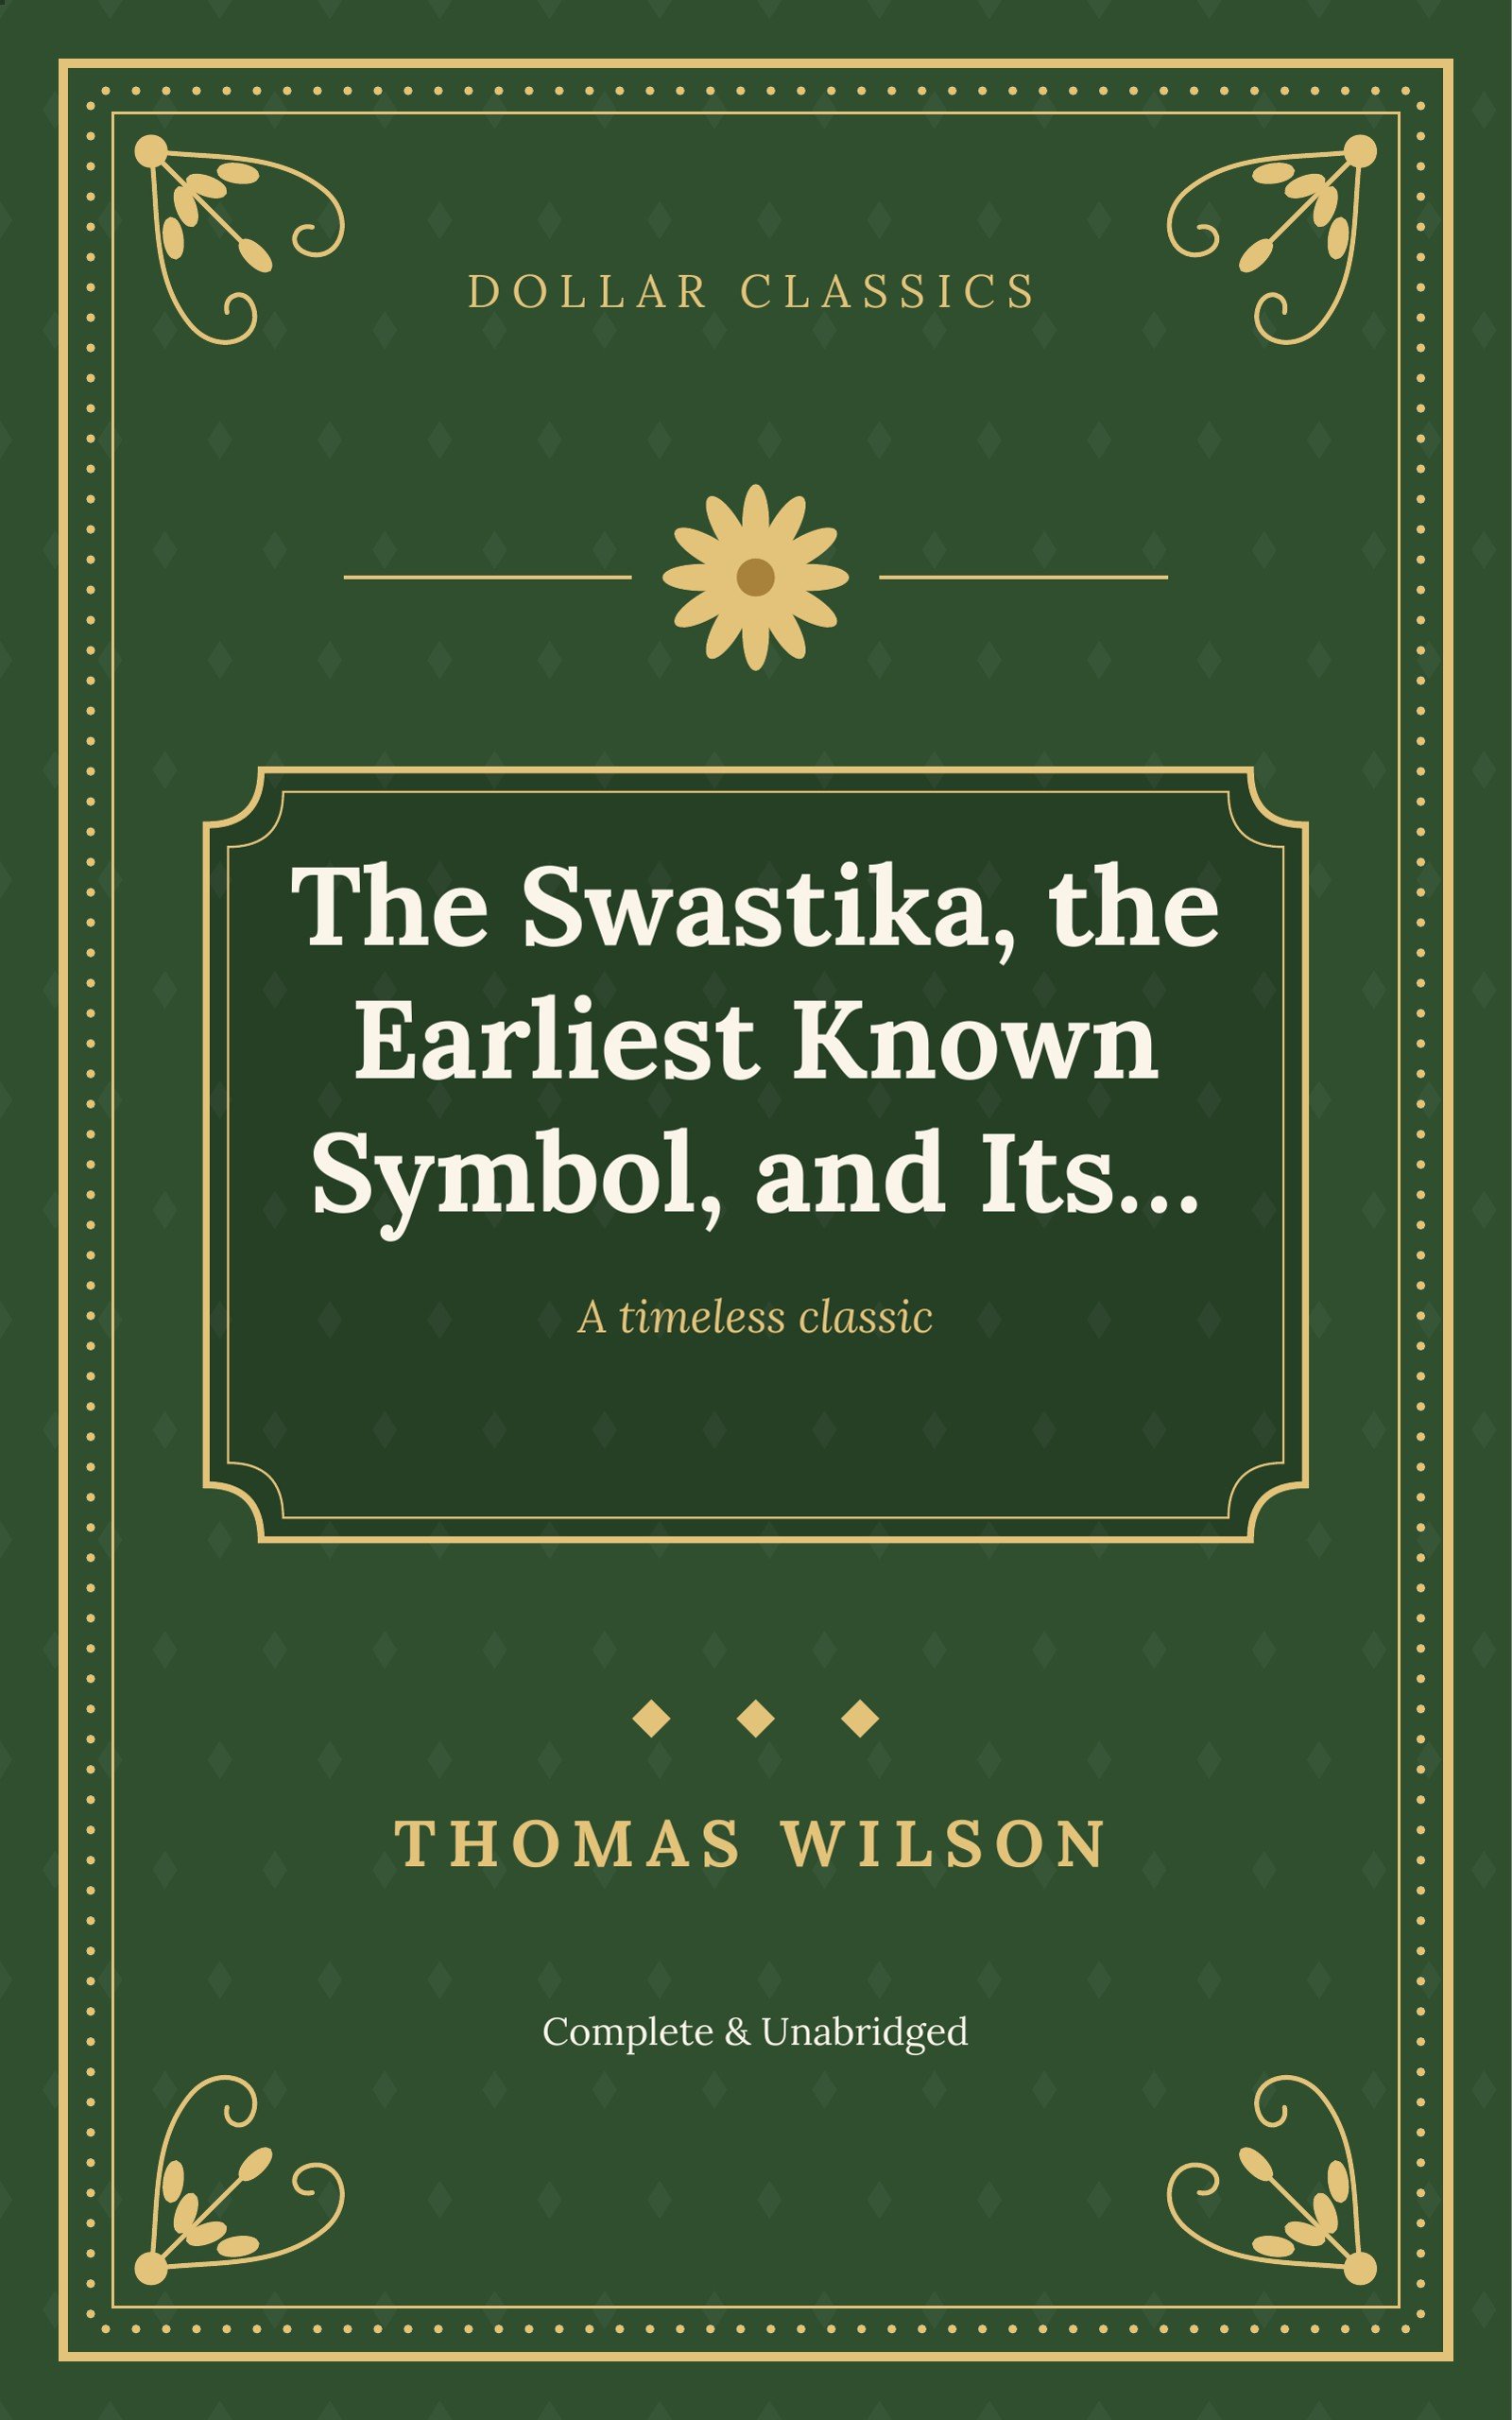 DOLLAR CLASSICS
The Swastika, the
Earliest Known
Symbol, and Its...
A timeless classic
THOMAS WILSON
Complete & Unabridged